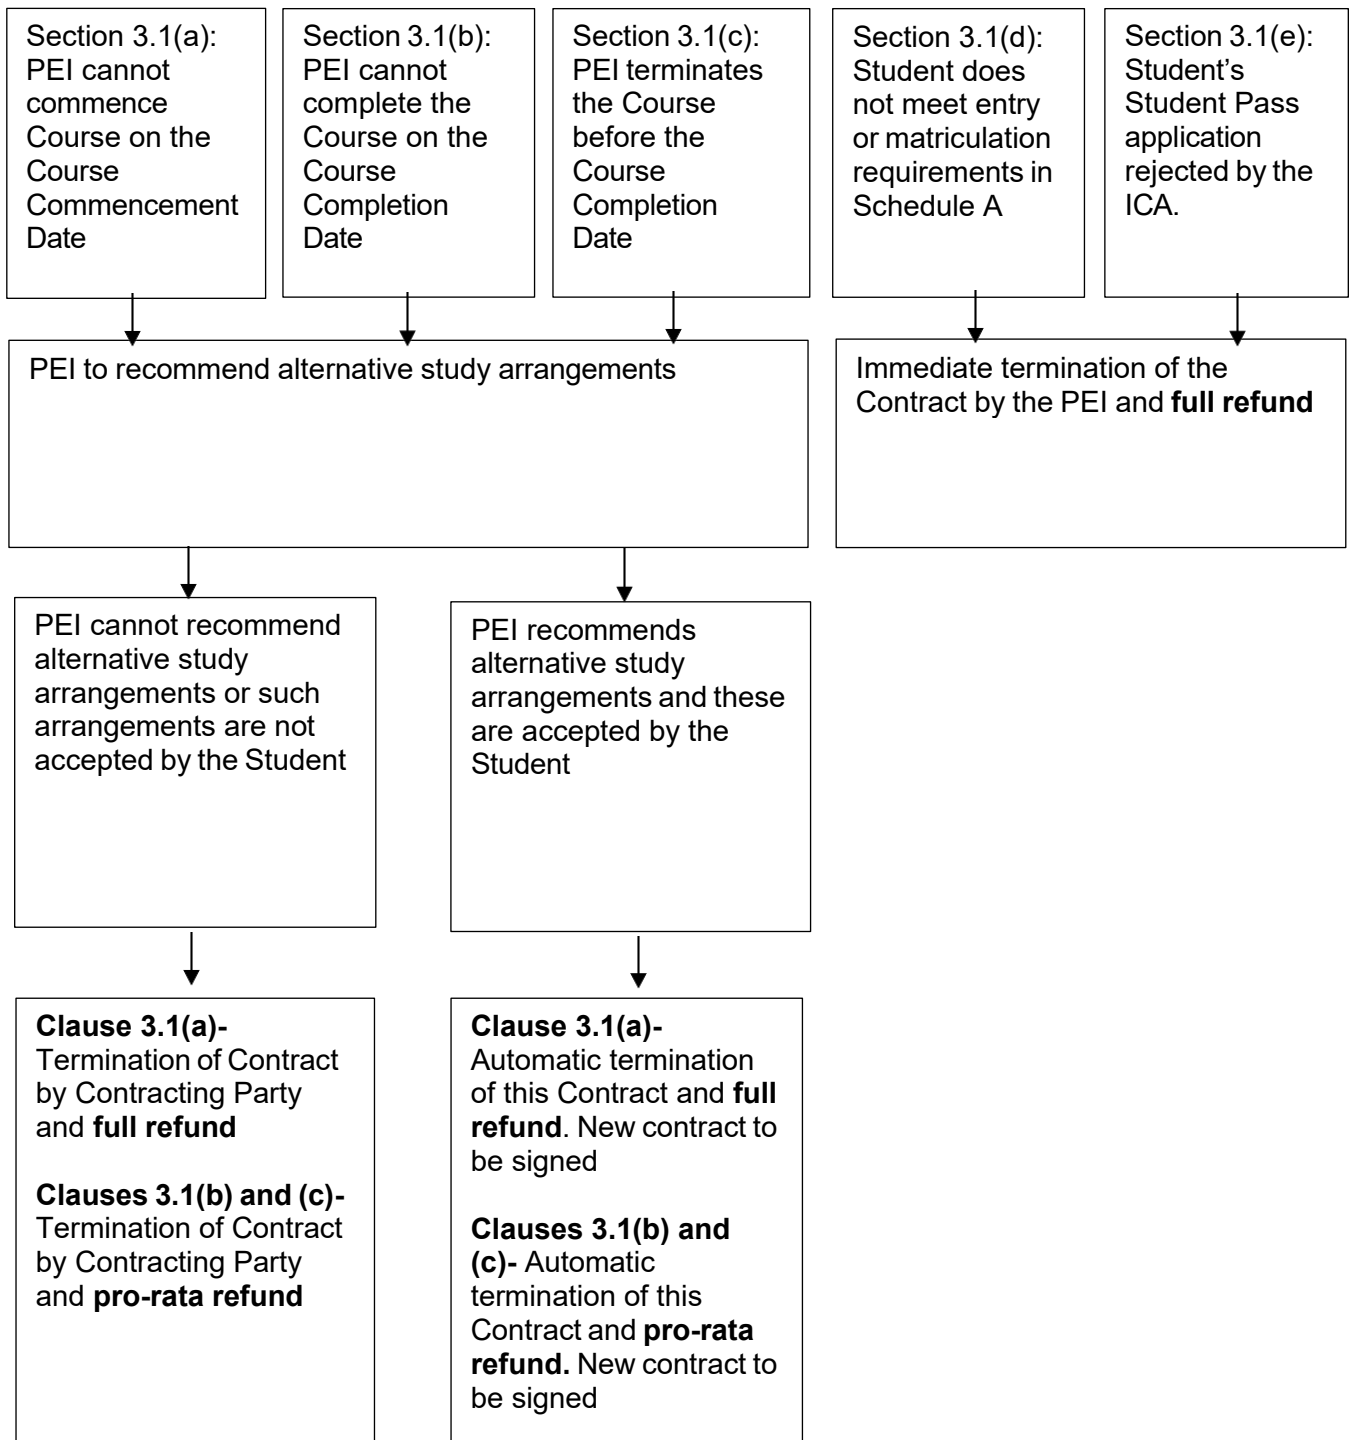 Section 3.1(a):
PEI cannot
commence
Course on the
Course
Commencement
Date
Section 3.1(b):
PEI cannot
complete the
Course on the
Course
Completion
Date
Section 3.1(c):
PEI terminates
the Course
before the
Course
Completion
Date
Section 3.1(d):
Student does
not meet entry
or matriculation
requirements in
Schedule A
Section 3.1(e):
Student’s
Student Pass
application
rejected by the
ICA.
PEI to recommend alternative study arrangements
Immediate termination of the
Contract by the PEI and full refund
PEI cannot recommend
alternative study
arrangements or such
arrangements are not
accepted by the Student
PEI recommends
alternative study
arrangements and these
are accepted by the
Student
Clause 3.1(a)-
Termination of Contract
by Contracting Party
and full refund
Clauses 3.1(b) and (c)-
Termination of Contract
by Contracting Party
and pro-rata refund
Clause 3.1(a)-
Automatic termination
of this Contract and full
refund. New contract to
be signed
Clauses 3.1(b) and
(c)- Automatic
termination of this
Contract and pro-rata
refund. New contract to
be signed